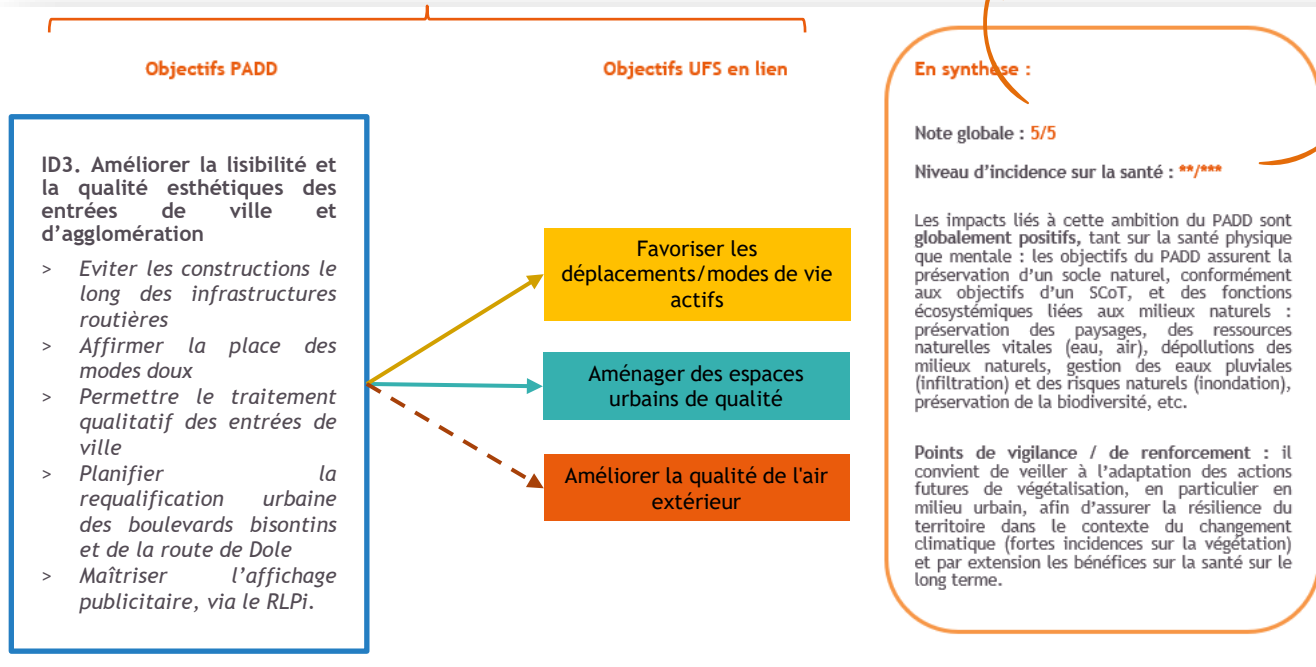 Objectifs PADD
Objectifs UFS en lien
ID3. Améliorer la lisibilité et
la qualité esthétiques des
entrées de ville et
d’agglomération
> Eviter les constructions le
long des infrastructures
routières
> Affirmer la place des
modes doux
> Permettre le traitement
qualitatif des entrées de
ville
> Planifier la
requalification urbaine
des boulevards bisontins
et de la route de Dole
> Maîtriser l’affichage
publicitaire, via le RLPi.
Favoriser les
déplacements/modes de vie
actifs
Aménager des espaces
urbains de qualité
Améliorer la qualité de l'air
extérieur
En synthèse :
Note globale : 5/5
Niveau d’incidence sur la santé : **/***
Les impacts liés à cette ambition du PADD sont
globalement positifs, tant sur la santé physique
que mentale : les objectifs du PADD assurent la
préservation d’un socle naturel, conformément
aux objectifs d’un SCoT, et des fonctions
écosystémiques liées aux milieux naturels :
préservation des paysages, des ressources
naturelles vitales (eau, air), dépollutions des
milieux naturels, gestion des eaux pluviales
(infiltration) et des risques naturels (inondation),
préservation de la biodiversité, etc.
Points de vigilance / de renforcement : il
convient de veiller à l’adaptation des actions
futures de végétalisation, en particulier en
milieu urbain, afin d’assurer la résilience du
territoire dans le contexte du changement
climatique (fortes incidences sur la végétation)
et par extension les bénéfices sur la santé sur le
long terme.